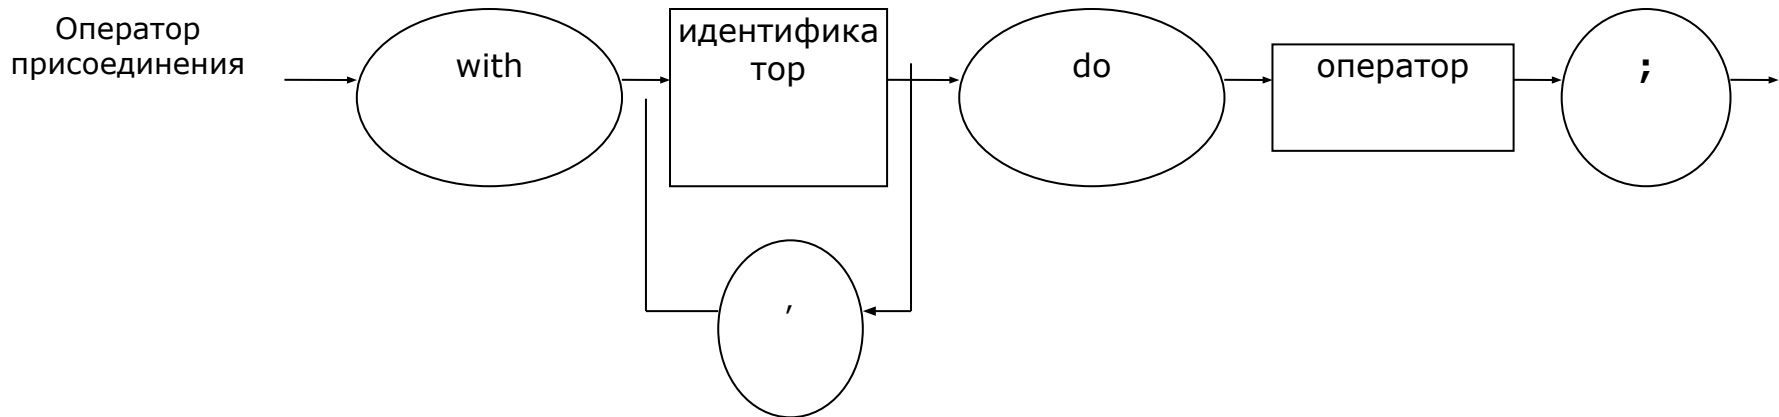 Оператор
присоединения
with
идентифика
тор
do
оператор
;
,